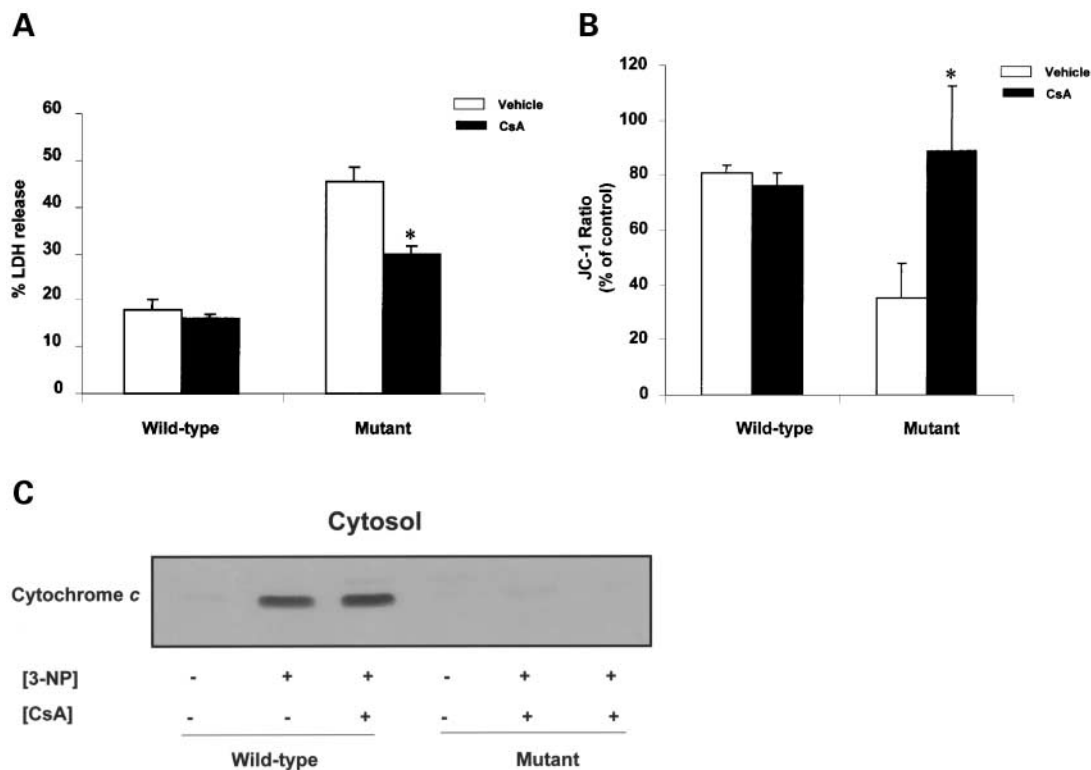 A
Vehicle
CsA
60
50
40
30
20
10
0
% LDH release
*
Wild-type
Mutant
B
Vehicle
CsA
120
100
80
60
40
20
0
JC-1 Ratio
(% of control)
*
Wild-type
Mutant
C
Cytosol
Cytochrome c
[3-NP] - + + - + +
[CsA] - - + - + +
Wild-type Mutant